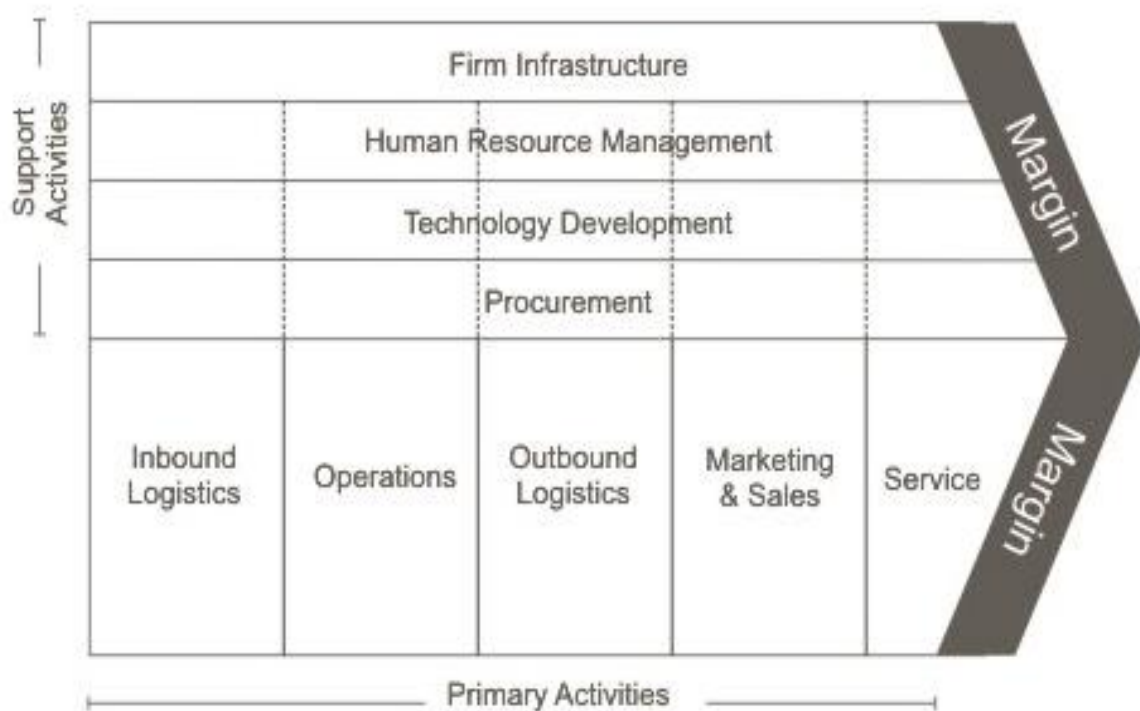 Support
Activities
Firm Infrastructure
Human Resource Management
Technology Development
Procurement
Inbound
Logistics
Operations
Outbound
Logistics
Marketing
& Sales
Service
Margin
Margin
Primary Activities